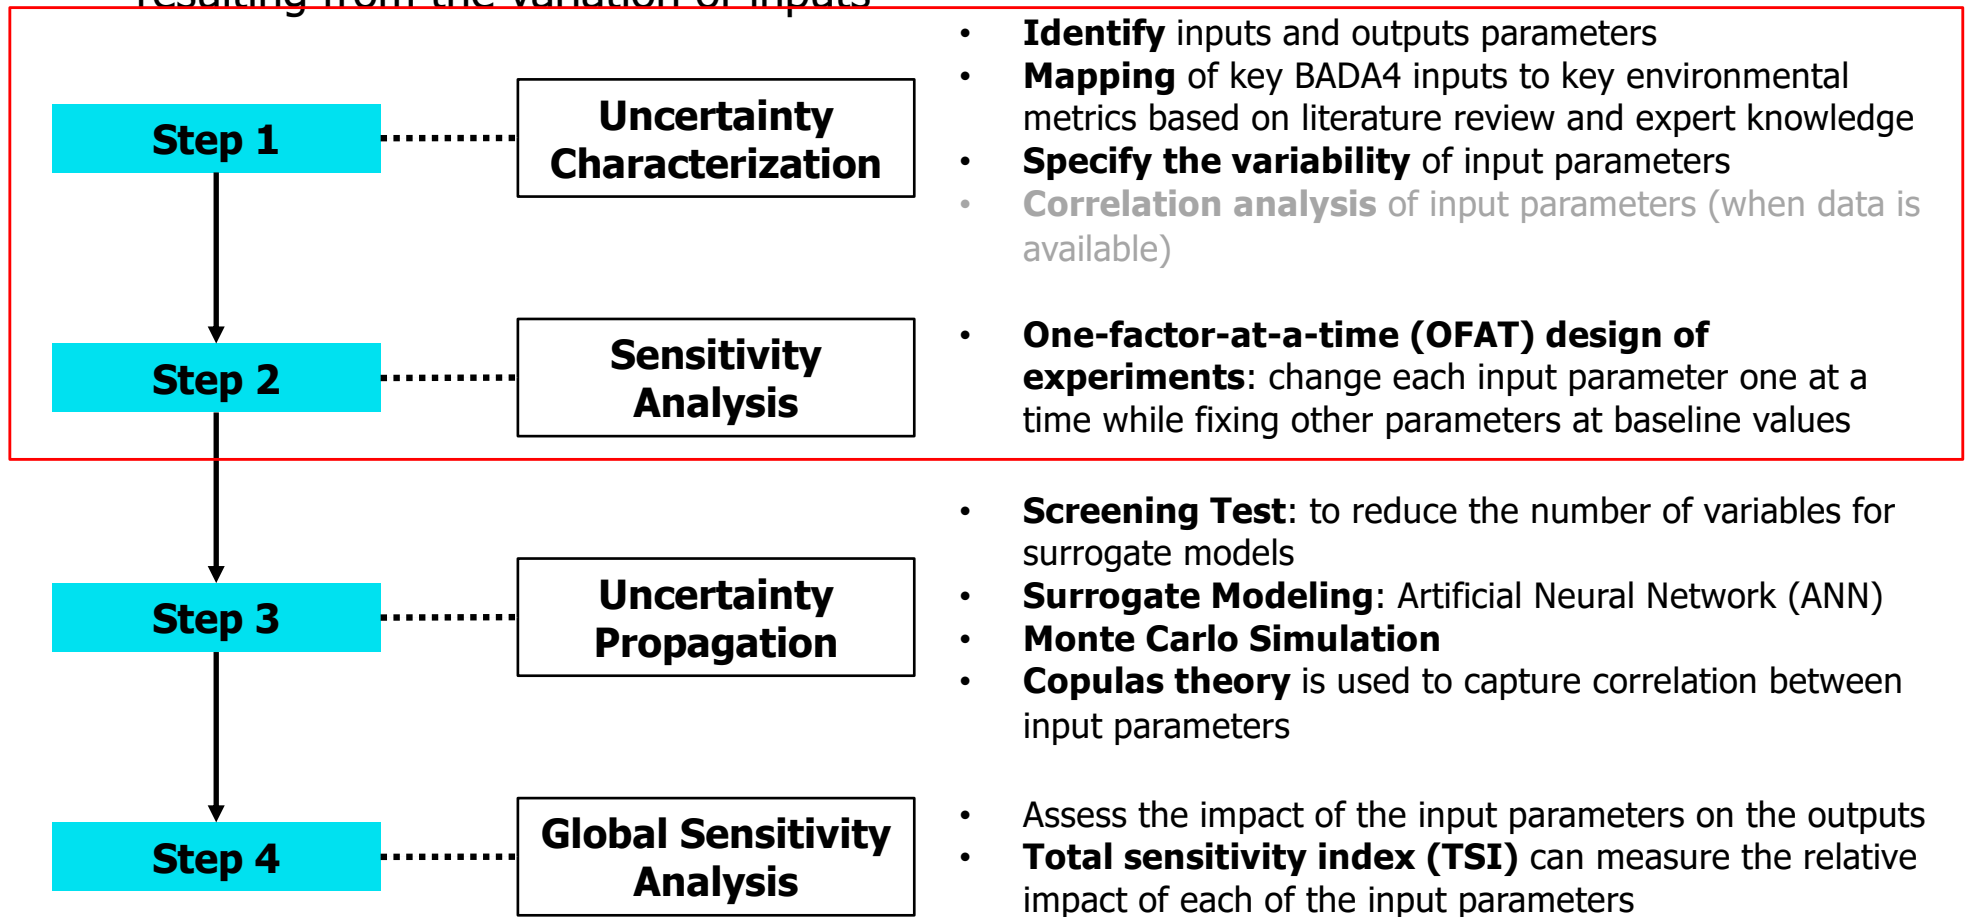 resulting from the variation of inputs
Step 1
Uncertainty
Characterization
• Identify inputs and outputs parameters
• Mapping of key BADA4 inputs to key environmental
metrics based on literature review and expert knowledge
• Specify the variability of input parameters
• Correlation analysis of input parameters (when data is
available)
Step 2
Sensitivity
Analysis
• One-factor-at-a-time (OFAT) design of
experiments: change each input parameter one at a
time while fixing other parameters at baseline values
Step 3
Uncertainty
Propagation
• Screening Test: to reduce the number of variables for
surrogate models
• Surrogate Modeling: Artificial Neural Network (ANN)
• Monte Carlo Simulation
• Copulas theory is used to capture correlation between
input parameters
Step 4
Global Sensitivity
Analysis
• Assess the impact of the input parameters on the outputs
• Total sensitivity index (TSI) can measure the relative
impact of each of the input parameters